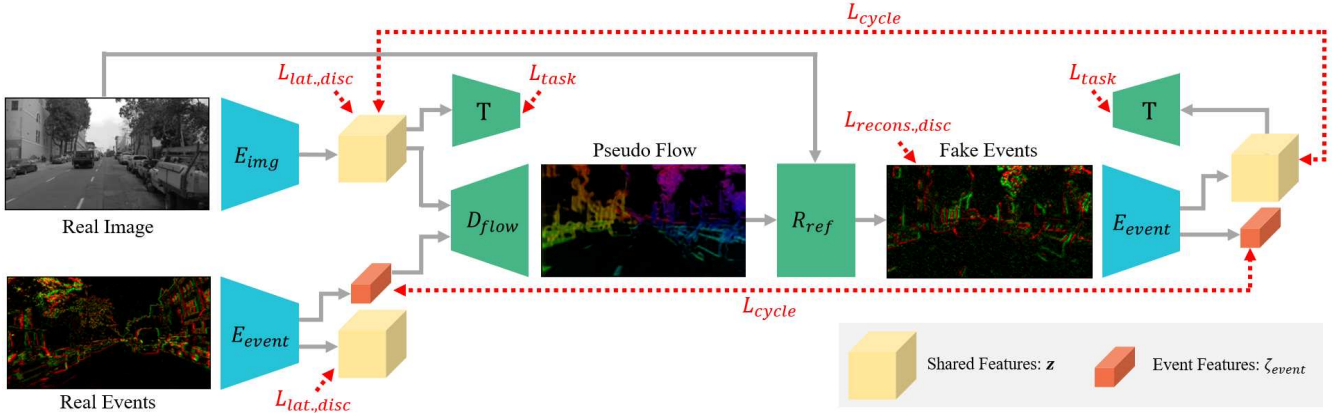 L_cycle
L_lat.,disc
L_task
L_task
T
T
L_recons.,disc
E_img
Pseudo Flow
Fake Events
Real Image
D_flow
R_ref
E_event
E_event
L_cycle
Real Events
L_lat.,disc
Shared Features: z
Event Features: ζ_event